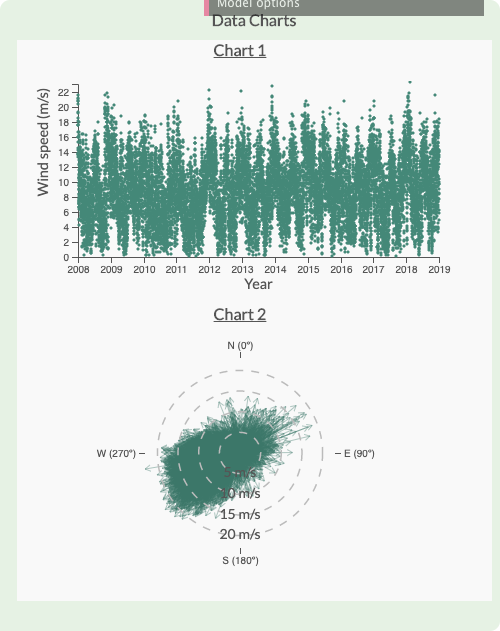 Model options
Data Charts
Chart 1
Wind speed (m/s)
22
20
18
16
14
12
10
8
6
4
2
0
2008 2009 2010 2011 2012 2013 2014 2015 2016 2017 2018 2019
Year
Chart 2
N (0°)
W (270°)
E (90°)
5 m/s
10 m/s
15 m/s
20 m/s
S (180°)